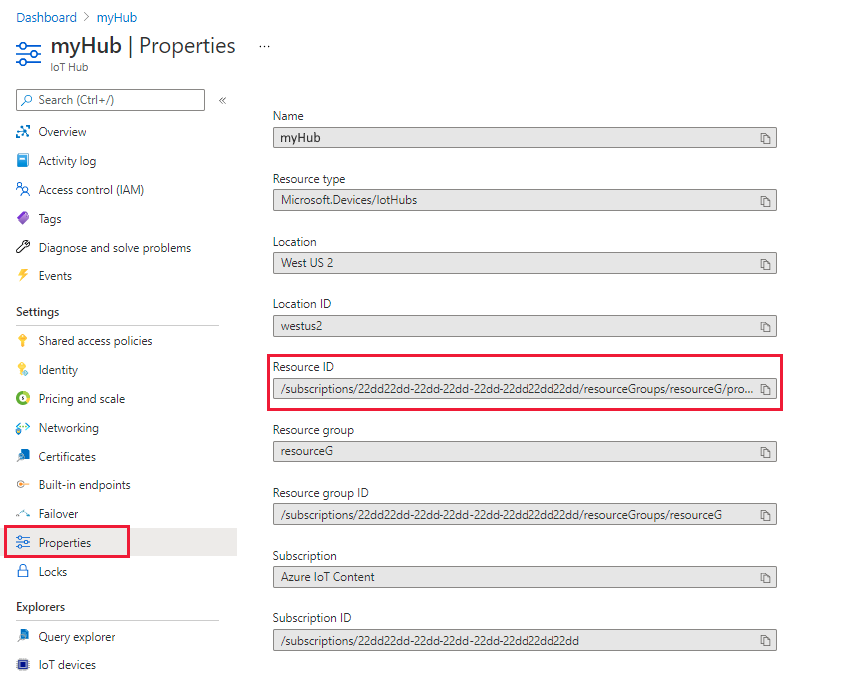 Dashboard > myHub
myHub | Properties ...
IoT Hub
Search (Ctrl+/)
«
Overview
Activity log
Access control (IAM)
Tags
Diagnose and solve problems
Events
Settings
Shared access policies
Identity
Pricing and scale
Networking
Certificates
Built-in endpoints
Failover
Properties
Locks
Explorers
Query explorer
IoT devices
Name
myHub
Resource type
Microsoft.Devices/IotHubs
Location
West US 2
Location ID
westus2
Resource ID
/subscriptions/22dd22dd-22dd-22dd-22dd-22dd22dd22dd/resourceGroups/resourceG/pro...
Resource group
resourceG
Resource group ID
/subscriptions/22dd22dd-22dd-22dd-22dd-22dd22dd22dd/resourceGroups/resourceG
Subscription
Azure IoT Content
Subscription ID
/subscriptions/22dd22dd-22dd-22dd-22dd-22dd22dd22dd